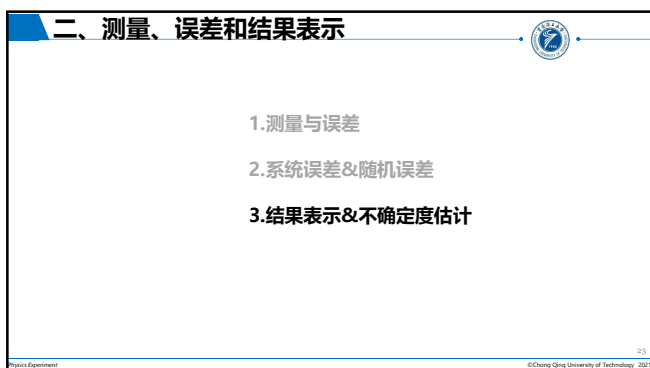 二、测量、误差和结果表示
1.测量与误差
2.系统误差&随机误差
3.结果表示&不确定度估计
23
Physics Experiment
©Chong Qing University of Technology 2021